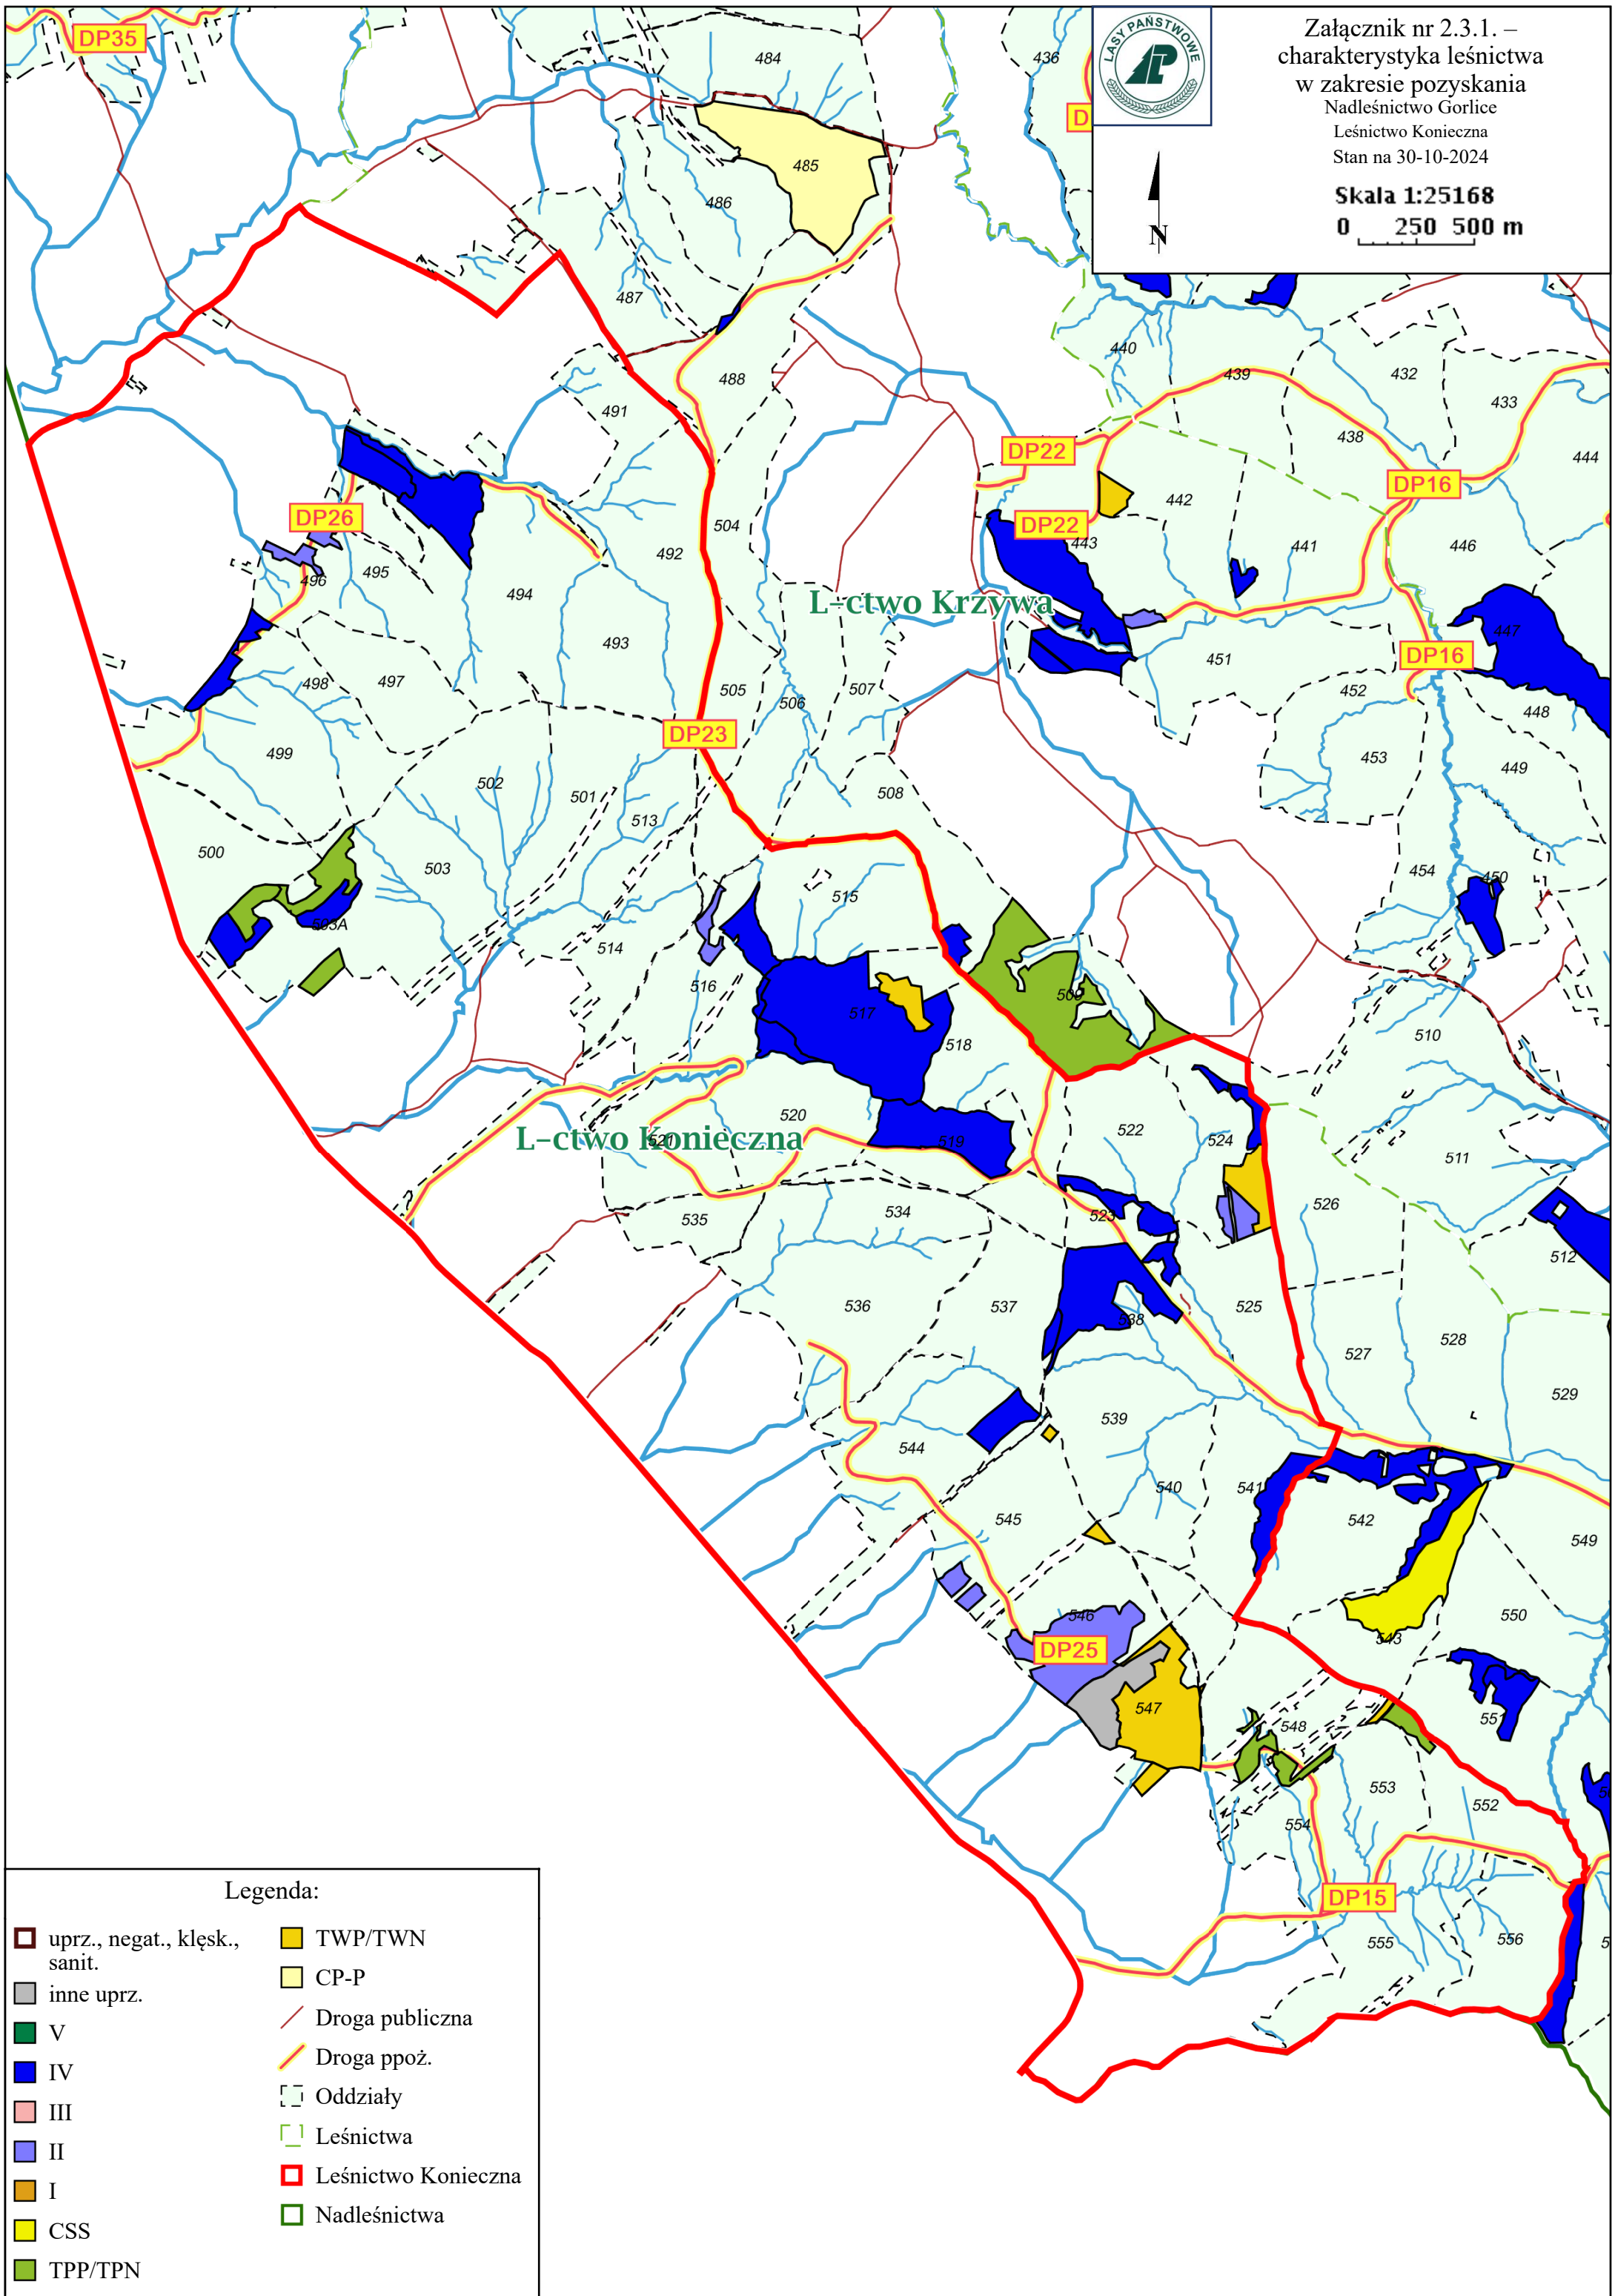 DP35
484
436
D
LASY PAŃSTWOWE
Załącznik nr 2.3.1. –
charakterystyka leśnictwa
w zakresie pozyskania
Nadleśnictwo Gorlice
Leśnictwo Konieczna
Stan na 30-10-2024
Skala 1:25168
0 250 500 m
N
485
486
487
440
439
432
488
433
491
438
DP22
444
DP16
442
DP26
504
DP22
443
441
446
492
495
496
494
L-ctwo Krzywa
447
493
451
DP16
498
497
505
507
452
506
448
DP23
499
453
449
502
501
508
513
500
503
454
450
515
503A
514
516
509
517
510
518
520
522
524
L-ctwo Konieczna
521
519
511
526
535
534
523
512
536
537
525
538
528
527
529
539
544
540
541
545
542
549
546
550
543
DP25
547
548
551
553
552
554
DP15
555
556
5
Legenda:
uprz., negat., klęsk.,
sanit.
inne uprz.
V
IV
III
II
I
CSS
TPP/TPN
TWP/TWN
CP-P
Droga publiczna
Droga ppoż.
Oddziały
Leśnictwa
Leśnictwo Konieczna
Nadleśnictwa